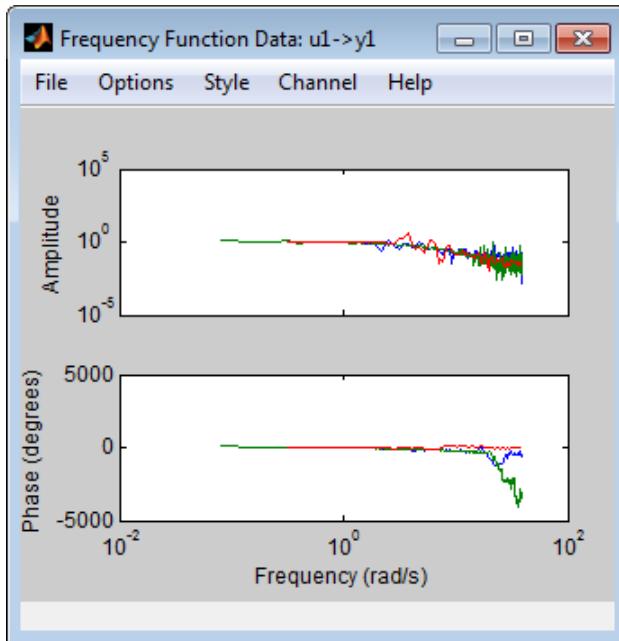 Frequency Function Data: u1->y1
File Options Style Channel Help
10^5
10^0
10^-5
Amplitude
5000
0
-5000
Phase (degrees)
10^-2 10^0 10^2
Frequency (rad/s)